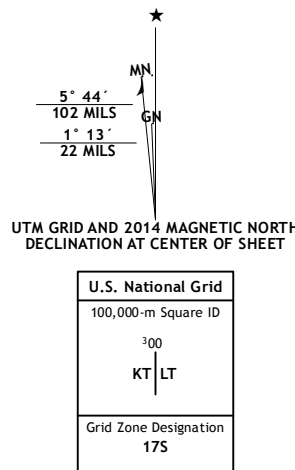 ★
MN.
5° 44´
102 MILS
GN
1° 13´
22 MILS
UTM GRID AND 2014 MAGNETIC NORTH
DECLINATION AT CENTER OF SHEET
U.S. National Grid
100,000-m Square ID
³00
KT LT
Grid Zone Designation
17S